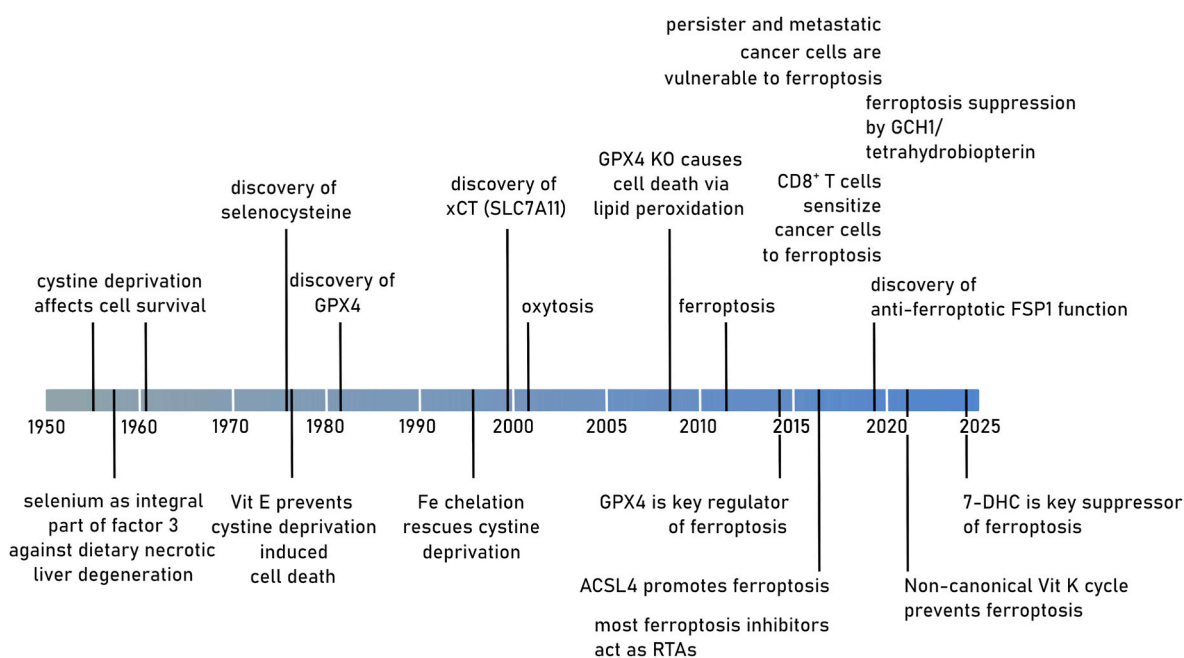 persister and metastatic
cancer cells are
vulnerable to ferroptosis
ferroptosis suppression
by GCH1/
tetrahydrobiopterin
GPX4 KO causes
cell death via
lipid peroxidation
CD8⁺ T cells
sensitize
cancer cells
to ferroptosis
discovery of
selenocysteine
discovery of
xCT (SLC7A11)
cystine deprivation
affects cell survival
discovery of
GPX4
oxytosis
ferroptosis
discovery of
anti-ferroptotic FSP1 function
1950
1960
1970
1980
1990
2000
2005
2010
2015
2020
2025
selenium as integral
part of factor 3
against dietary necrotic
liver degeneration
Vit E prevents
cystine deprivation
induced
cell death
Fe chelation
rescues cystine
deprivation
GPX4 is key regulator
of ferroptosis
7-DHC is key suppressor
of ferroptosis
ACSL4 promotes ferroptosis
most ferroptosis inhibitors
act as RTAs
Non-canonical Vit K cycle
prevents ferroptosis